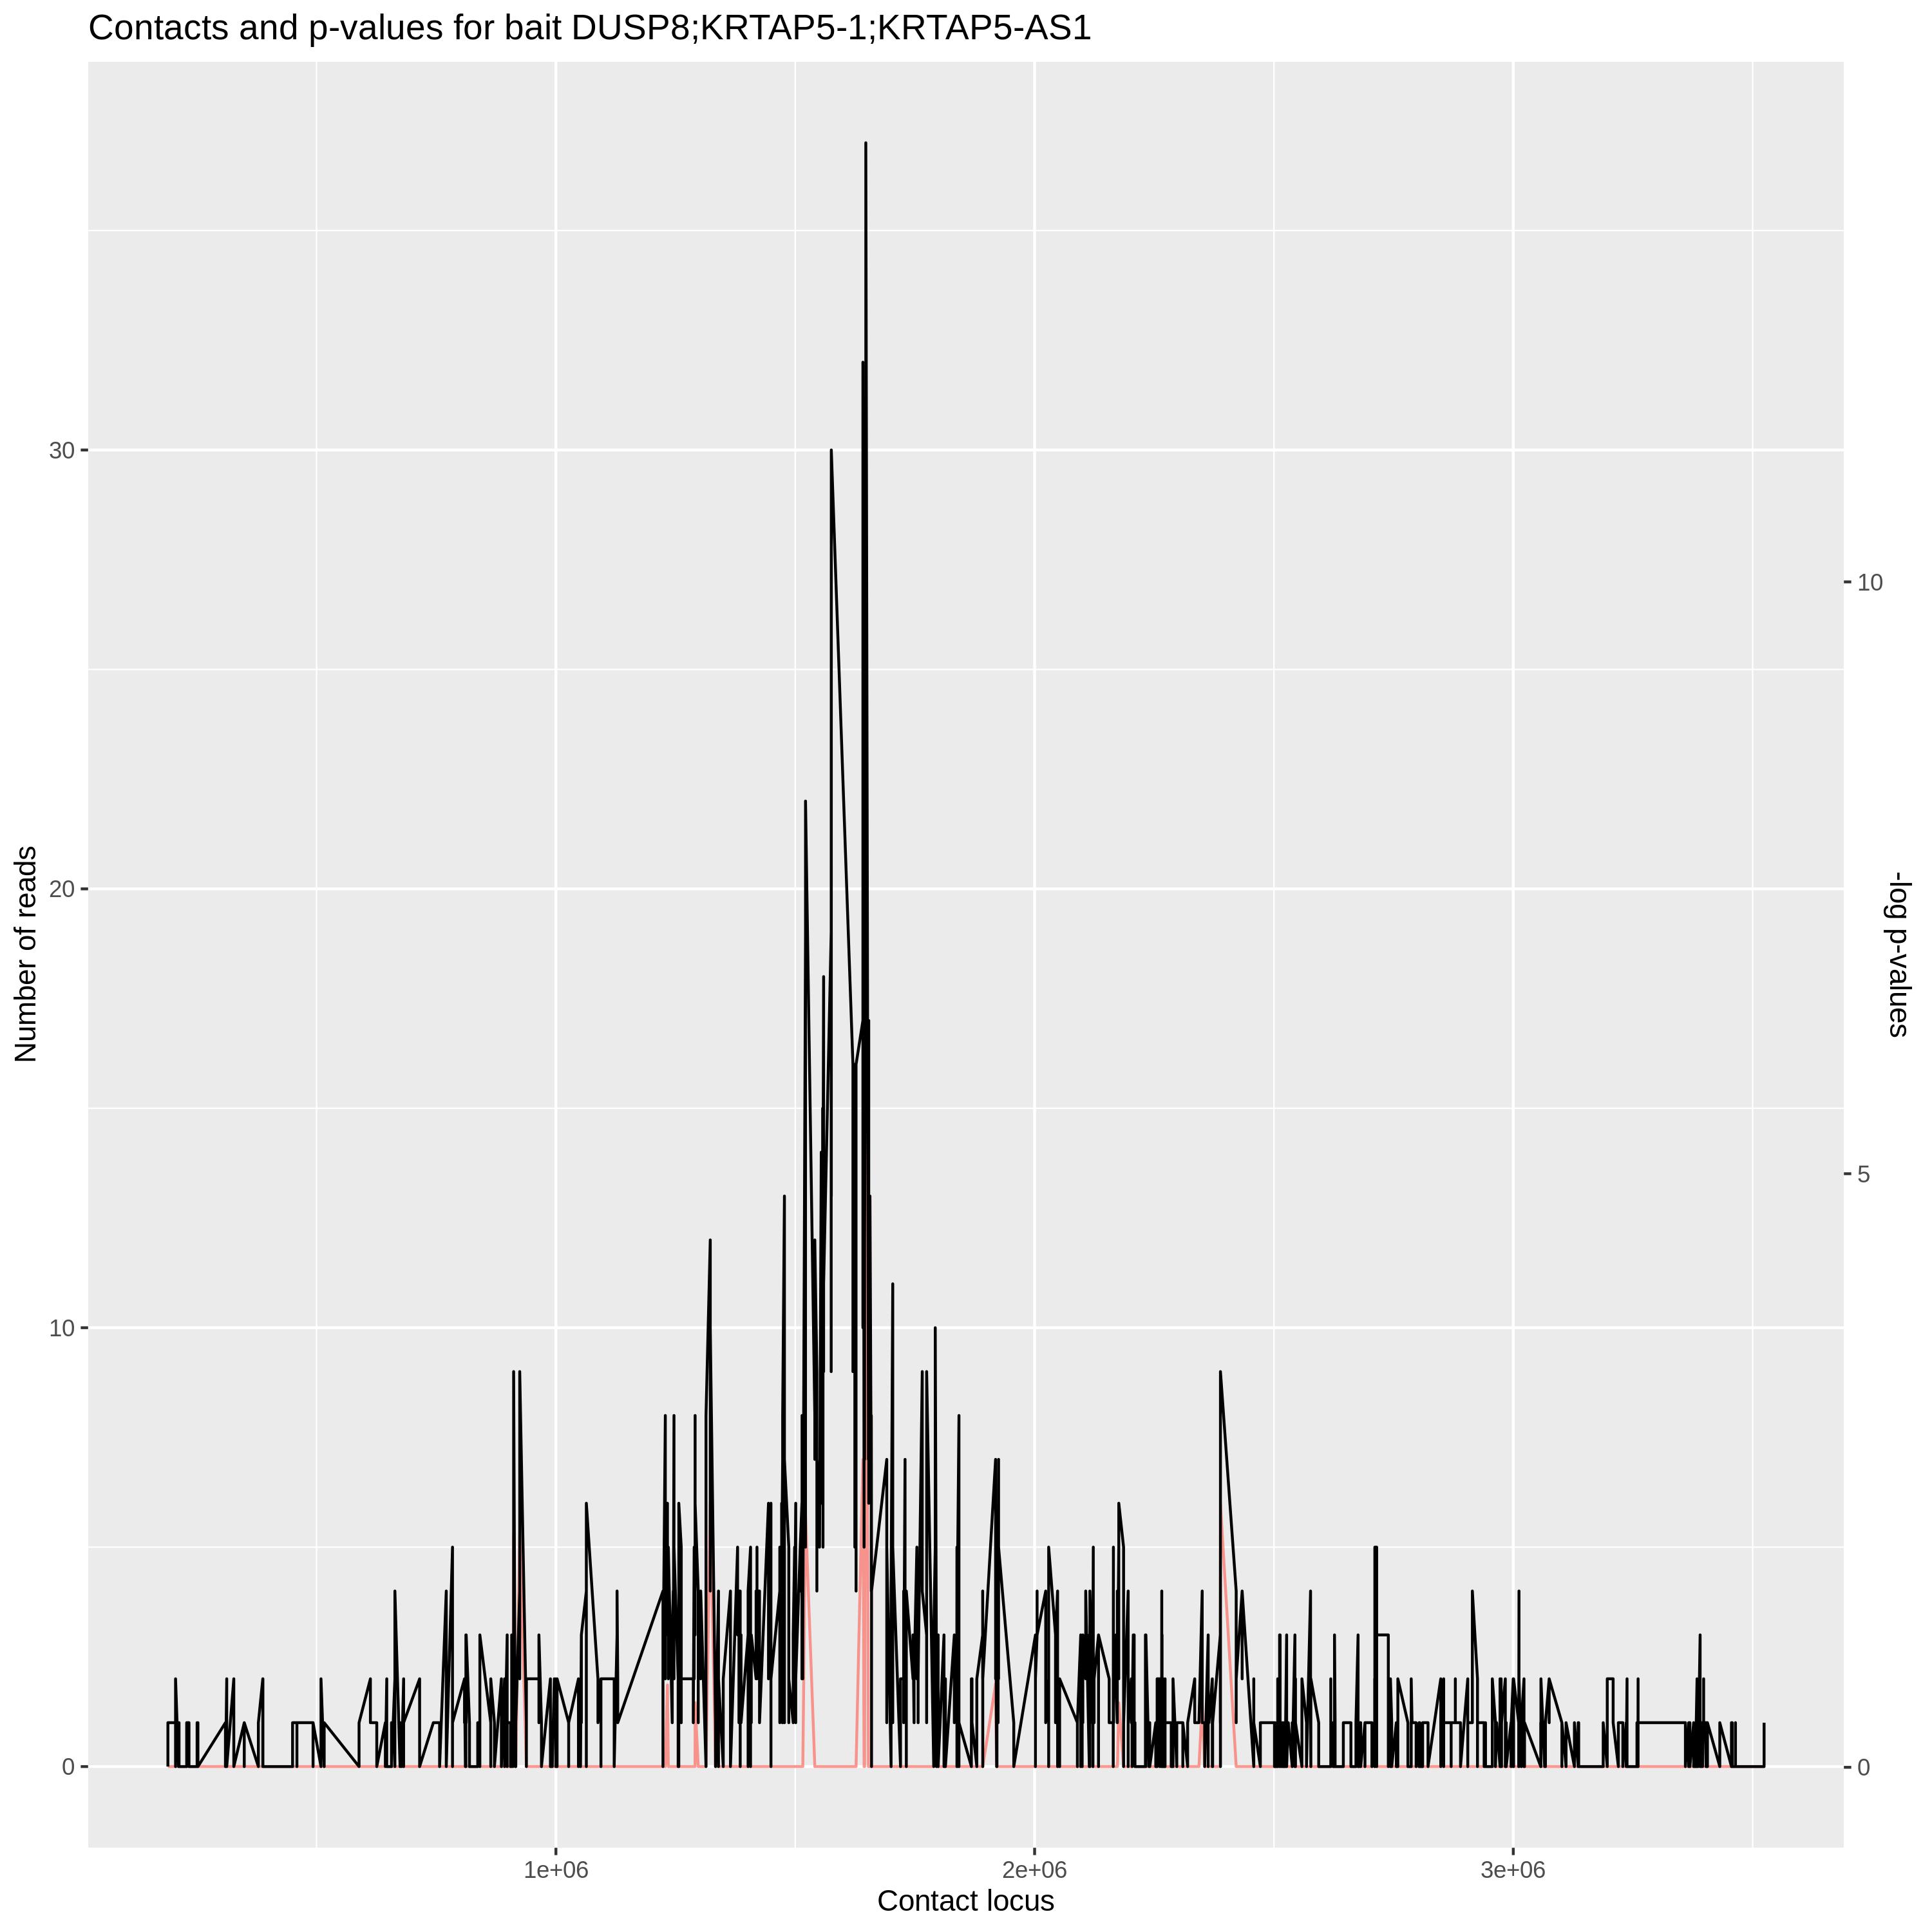 Contacts and p-values for bait DUSP8;KRTAP5-1;KRTAP5-AS1
30
20
10
0
Number of reads
10
5
0
-log p-values
1e+06
2e+06
3e+06
Contact locus